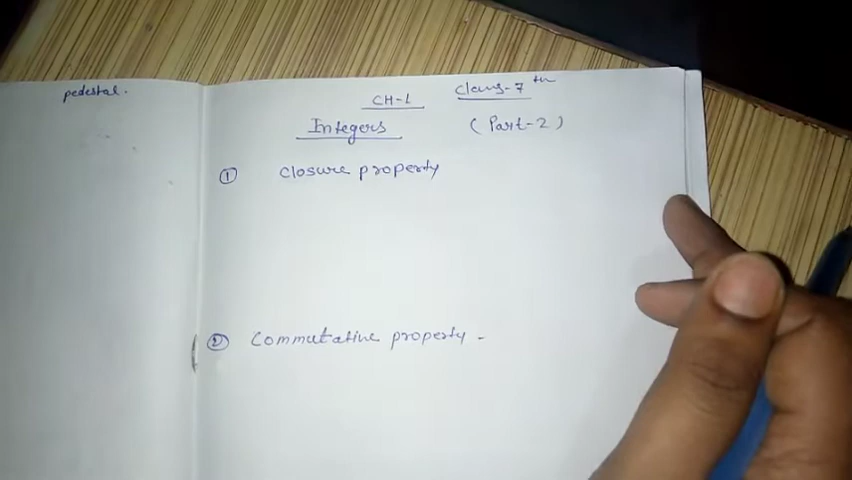 pedestal.
CH-1 Class-7th
Integers (Part-2)
① Closure property
② Commutative property -